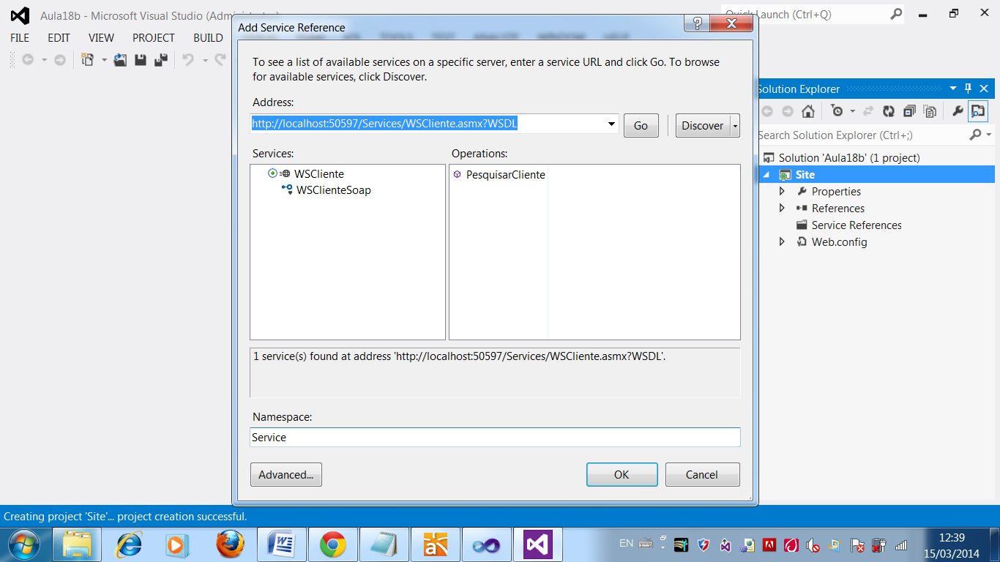 Aula18b - Microsoft Visual Studio (Administrator)
Quick Launch (Ctrl+Q)
FILE EDIT VIEW PROJECT BUILD
Add Service Reference
To see a list of available services on a specific server, enter a service URL and click Go. To browse
for available services, click Discover.
Address:
http://localhost:50597/Services/WSCliente.asmx?WSDL
Go
Discover
Services:
Operations:
WSCliente
WSClienteSoap
PesquisarCliente
1 service(s) found at address 'http://localhost:50597/Services/WSCliente.asmx?WSDL'.
Namespace:
Service
Advanced...
OK
Cancel
Solution Explorer
Search Solution Explorer (Ctrl+;)
Solution 'Aula18b' (1 project)
Site
Properties
References
Service References
Web.config
Creating project 'Site'... project creation successful.
EN
12:39
15/03/2014